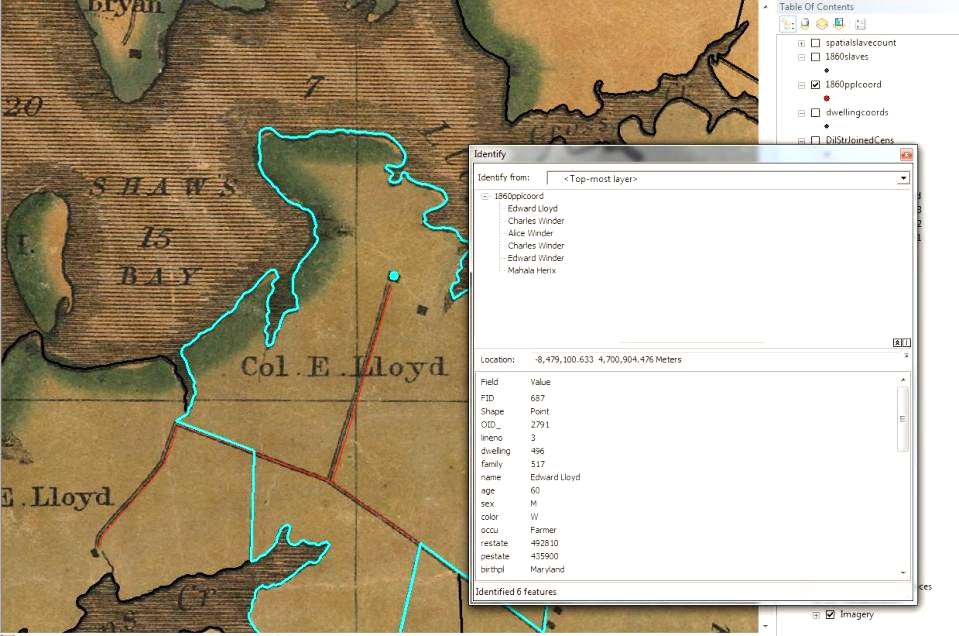 Bryan
20
7
SHAWS
15
BAY
I.
Cross
Col. E. Lloyd
E. Lloyd
Cr
Table Of Contents
spatialslavecount
1860slaves
1860pplcoord
dwellingcoords
DilStrJoinedCens
Imagery
Identify
Identify from: <Top-most layer>
1860pplcoord
Edward Lloyd
Charles Winder
Alice Winder
Charles Winder
Edward Winder
Mahala Herix
Location: -8,479,100.633 4,700,904.476 Meters
Field Value
FID 687
Shape Point
OID_ 2791
lineno 3
dwelling 496
family 517
name Edward Lloyd
age 60
sex M
color W
occu Farmer
restate 492810
pestate 435900
birthpl Maryland
Identified 6 features